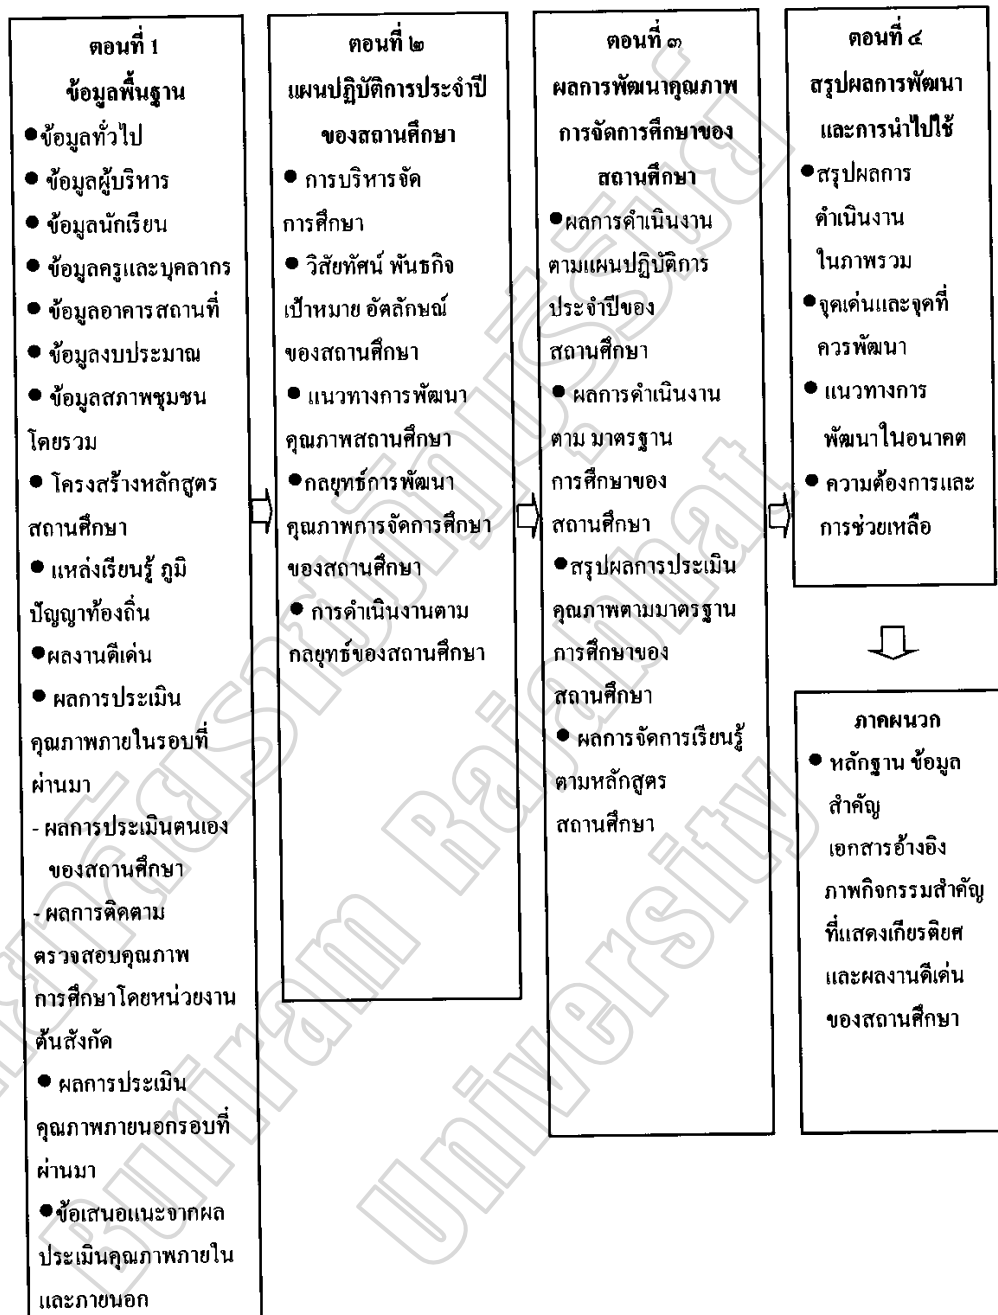 ตอนที่ 1
ข้อมูลพื้นฐาน
●ข้อมูลทั่วไป
● ข้อมูลผู้บริหาร
● ข้อมูลนักเรียน
● ข้อมูลครูและบุคลากร
● ข้อมูลอาคารสถานที่
● ข้อมูลงบประมาณ
● ข้อมูลสภาพชุมชน
โดยรวม
● โครงสร้างหลักสูตร
สถานศึกษา
● แหล่งเรียนรู้ ภูมิ
ปัญญาท้องถิ่น
●ผลงานดีเด่น
● ผลการประเมิน
คุณภาพภายในรอบที่
ผ่านมา
- ผลการประเมินตนเอง
ของสถานศึกษา
- ผลการติดตาม
ตรวจสอบคุณภาพ
การศึกษาโดยหน่วยงาน
ต้นสังกัด
● ผลการประเมิน
คุณภาพภายนอกรอบที่
ผ่านมา
●ข้อเสนอแนะจากผล
ประเมินคุณภาพภายใน
และภายนอก
ตอนที่ ๒
แผนปฏิบัติการประจำปี
ของสถานศึกษา
● การบริหารจัด
การศึกษา
● วิสัยทัศน์ พันธกิจ
เป้าหมาย อัตลักษณ์
ของสถานศึกษา
● แนวทางการพัฒนา
คุณภาพสถานศึกษา
●กลยุทธ์การพัฒนา
คุณภาพการจัดการศึกษา
ของสถานศึกษา
● การดำเนินงานตาม
กลยุทธ์ของสถานศึกษา
ตอนที่ ๓
ผลการพัฒนาคุณภาพ
การจัดการศึกษาของ
สถานศึกษา
●ผลการดำเนินงาน
ตามแผนปฏิบัติการ
ประจำปีของ
สถานศึกษา
● ผลการดำเนินงาน
ตาม มาตรฐาน
การศึกษาของ
สถานศึกษา
●สรุปผลการประเมิน
คุณภาพตามมาตรฐาน
การศึกษาของ
สถานศึกษา
● ผลการจัดการเรียนรู้
ตามหลักสูตร
สถานศึกษา
ตอนที่ ๔
สรุปผลการพัฒนา
และการนำไปใช้
●สรุปผลการ
ดำเนินงาน
ในภาพรวม
●จุดเด่นและจุดที่
ควรพัฒนา
● แนวทางการ
พัฒนาในอนาคต
● ความต้องการและ
การช่วยเหลือ
ภาคผนวก
● หลักฐาน ข้อมูล
สำคัญ
เอกสารอ้างอิง
ภาพกิจกรรมสำคัญ
ที่แสดงเกียรติยศ
และผลงานดีเด่น
ของสถานศึกษา
มหาวิทยาลัยราชภัฏบุรีรัมย์
Buriram Rajabhat
University